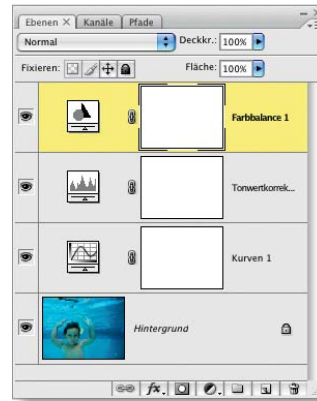 Ebenen × Kanäle Pfade
Normal Deckkr.: 100%
Fixieren: Fläche: 100%
Farbbalance 1
Tonwertkorrek...
Kurven 1
Hintergrund
fx.